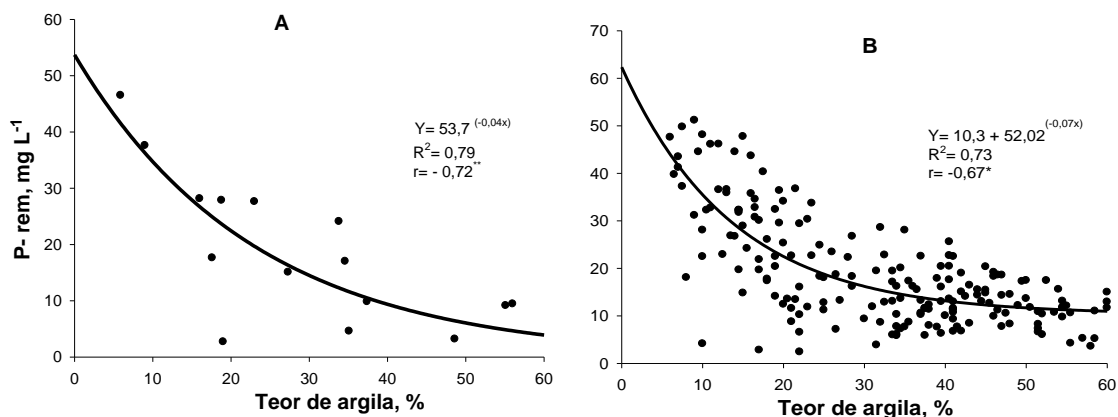 A
P- rem, mg L⁻¹
60
50
40
30
20
10
0
Y= 53,7 (-0,04x)
R²= 0,79
r= - 0,72**
0 10 20 30 40 50 60
Teor de argila, %
B
70
60
50
40
30
20
10
0
Y = 10,3 + 52,02(-0,07x)
R²= 0,73
r= -0,67*
0 10 20 30 40 50 60
Teor de argila, %